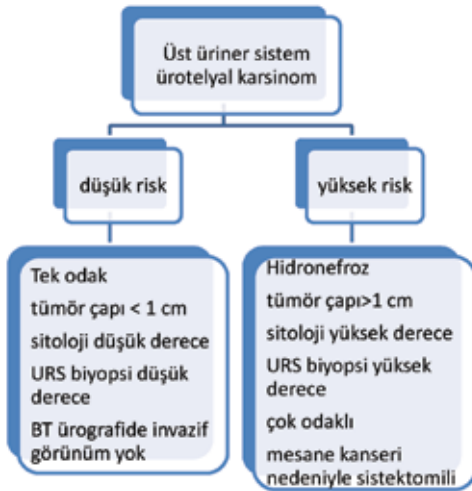 Üst üriner sistem
ürotelyal karsinom
düşük risk
yüksek risk
Tek odak
tümör çapı < 1 cm
sitoloji düşük derece
URS biyopsi düşük
derece
BT ürografide invazif
görünüm yok
Hidronefroz
tümör çapı>1 cm
sitoloji yüksek derece
URS biyopsi yüksek
derece
çok odaklı
mesane kanseri
nedeniyle sistektomili